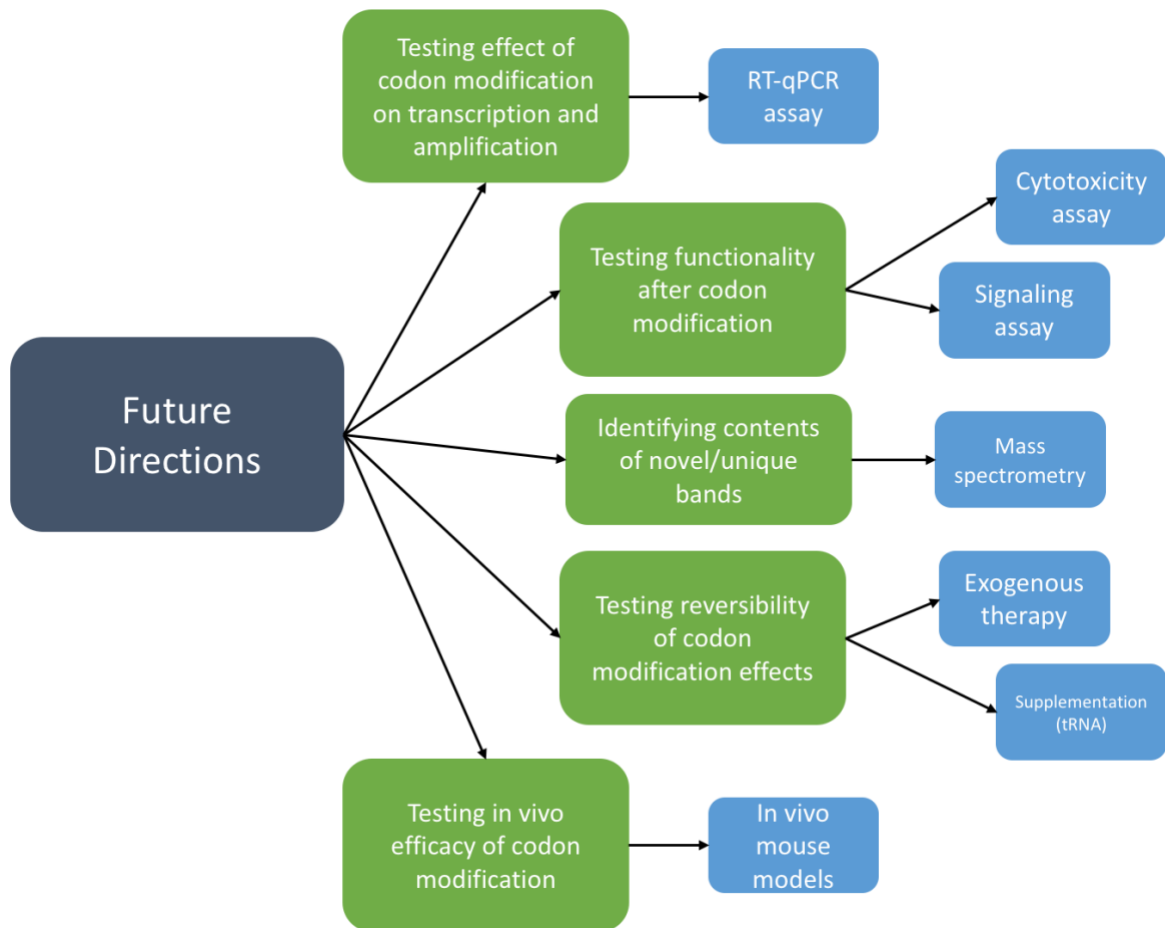 Testing effect of
codon modification
on transcription and
amplification
RT-qPCR
assay
Cytotoxicity
assay
Testing functionality
after codon
modification
Signaling
assay
Future
Directions
Identifying contents
of novel/unique
bands
Mass
spectrometry
Exogenous
therapy
Testing reversibility
of codon
modification effects
Supplementation
(tRNA)
Testing in vivo
efficacy of codon
modification
In vivo
mouse
models